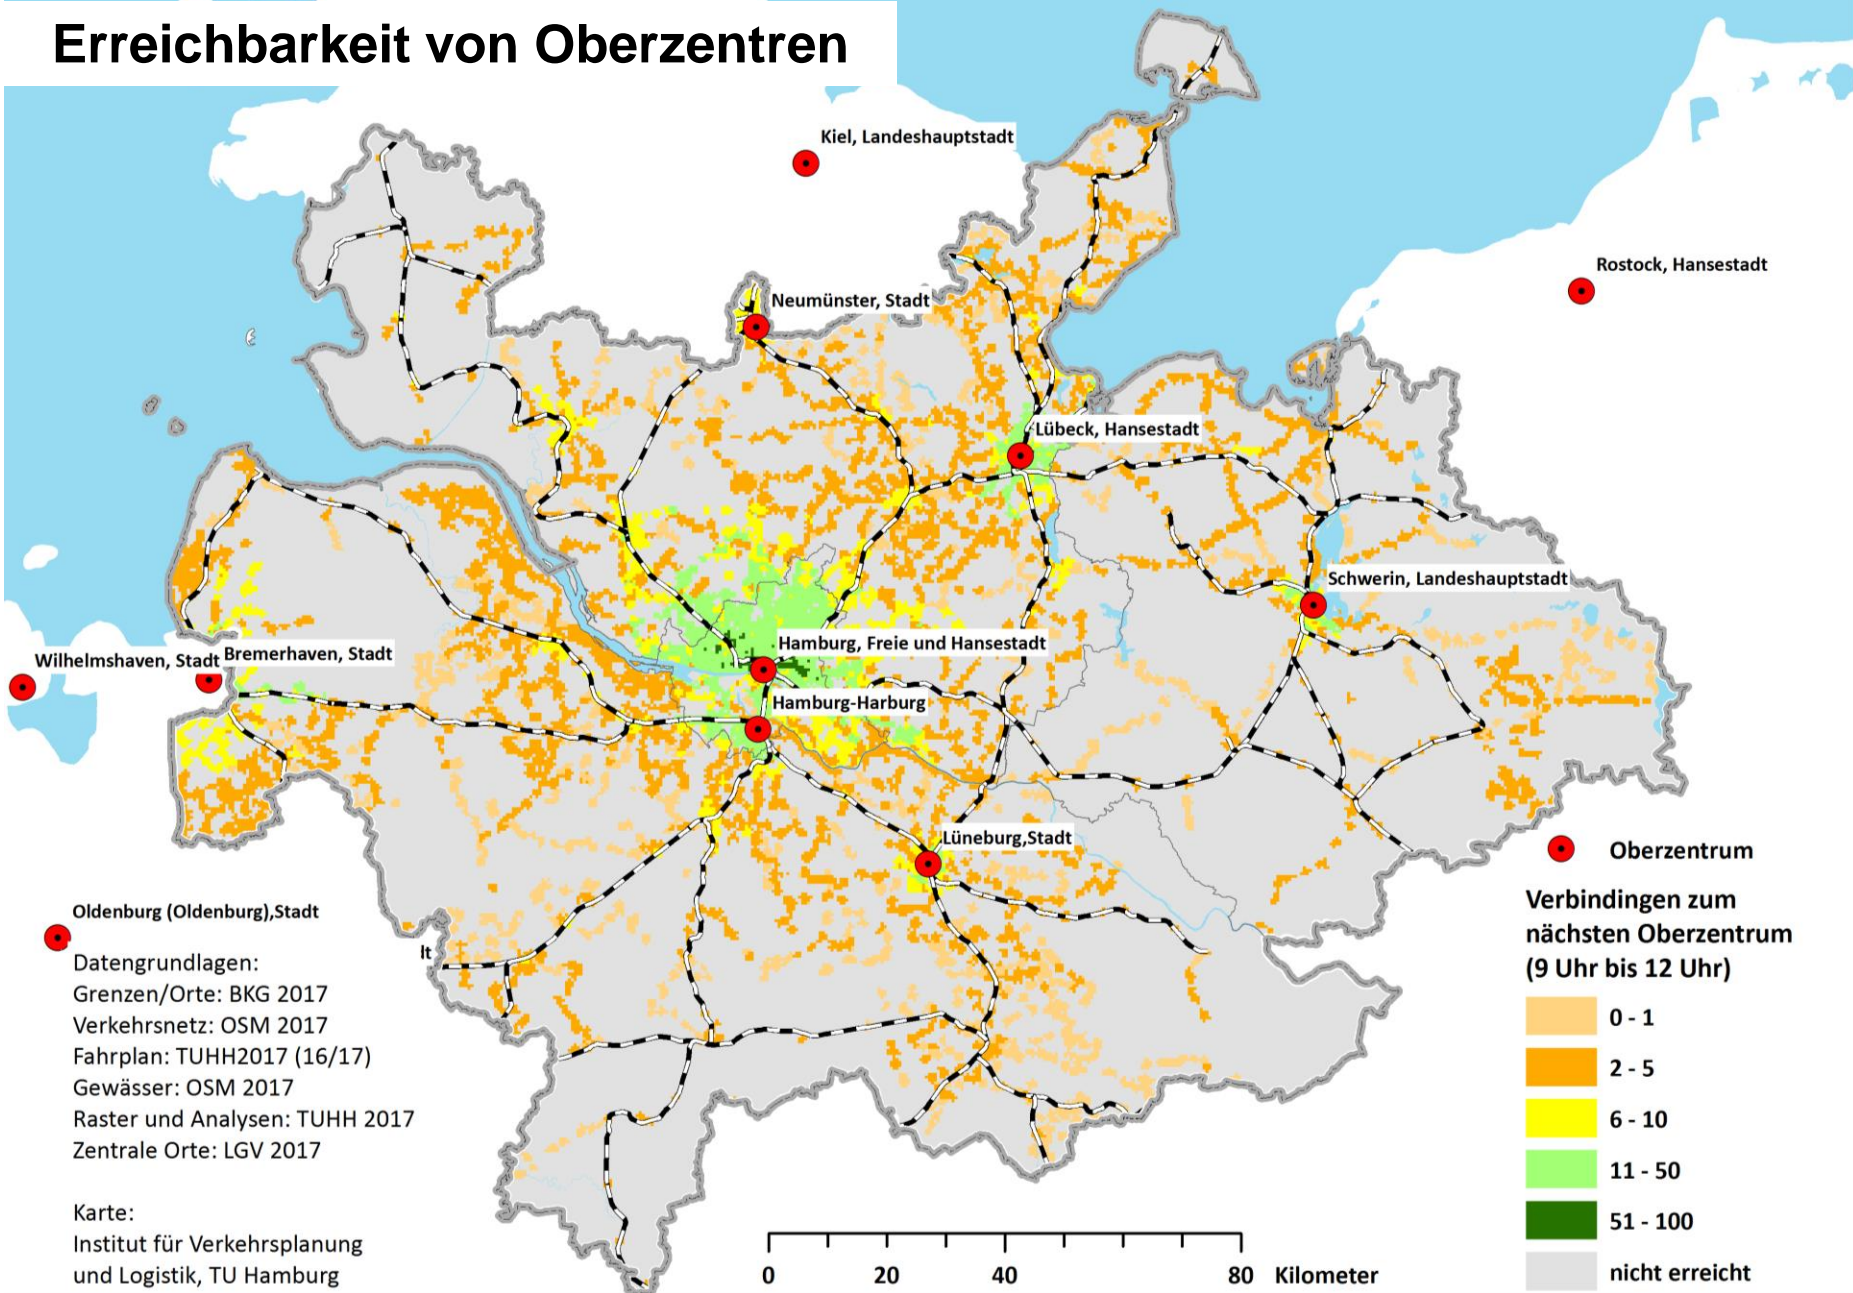 Erreichbarkeit von Oberzentren
Kiel, Landeshauptstadt
Rostock, Hansestadt
Neumünster, Stadt
Lübeck, Hansestadt
Schwerin, Landeshauptstadt
Hamburg, Freie und Hansestadt
Wilhelmshaven, Stadt
Bremerhaven, Stadt
Hamburg-Harburg
Lüneburg,Stadt
Oldenburg (Oldenburg),Stadt
lt
Datengrundlagen:
Grenzen/Orte: BKG 2017
Verkehrsnetz: OSM 2017
Fahrplan: TUHH2017 (16/17)
Gewässer: OSM 2017
Raster und Analysen: TUHH 2017
Zentrale Orte: LGV 2017
Karte:
Institut für Verkehrsplanung
und Logistik, TU Hamburg
0 20 40 80 Kilometer
Oberzentrum
Verbindingen zum
nächsten Oberzentrum
(9 Uhr bis 12 Uhr)
0 - 1
2 - 5
6 - 10
11 - 50
51 - 100
nicht erreicht